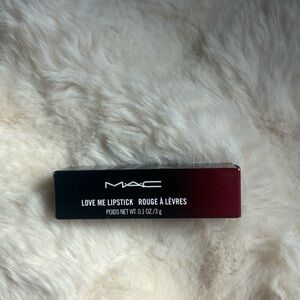 MAC
LOVE ME LIPSTICK ROUGE À LÈVRES
POIDS NET WT. 0.1 OZ./3 g